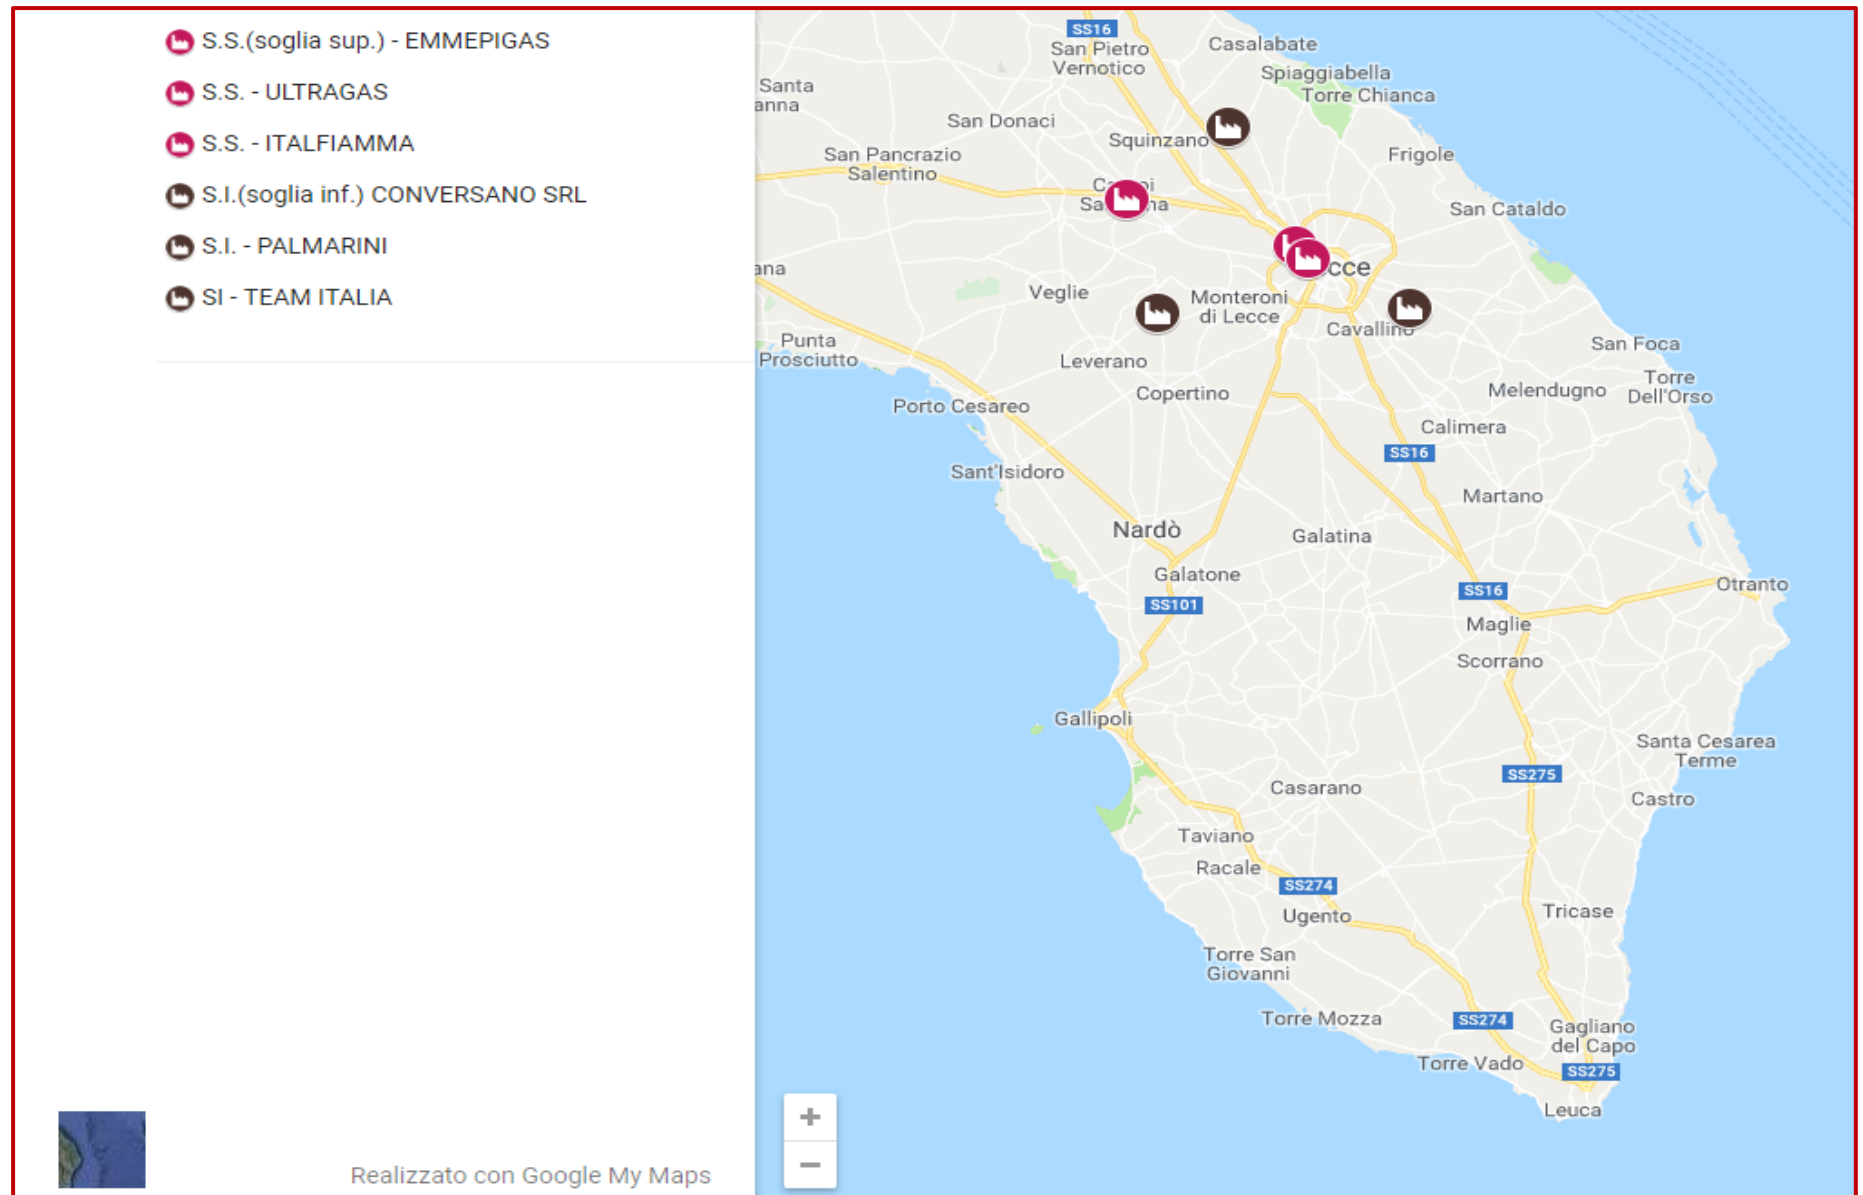 S.S.(soglia sup.) - EMMEPIGAS
S.S. - ULTRAGAS
S.S. - ITALFIAMMA
S.I.(soglia inf.) CONVERSANO SRL
S.I. - PALMARINI
SI - TEAM ITALIA
Realizzato con Google My Maps
SS16
San Pietro
Vernotico
Casalabate
Spiaggiabella
Torre Chianca
Santa
anna
San Donaci
Squinzano
Frigole
San Pancrazio
Salentino
San Cataldo
cce
ana
Veglie
Monteroni
di Lecce
Cavallino
Punta
Prosciutto
Leverano
San Foca
Copertino
Melendugno
Torre
Dell'Orso
Porto Cesareo
Calimera
SS16
Sant'Isidoro
Martano
Nardò
Galatina
Galatone
Otranto
SS16
SS101
Maglie
Scorrano
Gallipoli
Santa Cesarea
Terme
SS275
Casarano
Castro
Taviano
Racale
SS274
Ugento
Tricase
Torre San
Giovanni
Torre Mozza
SS274
Gagliano
del Capo
Torre Vado
SS275
Leuca
+
−